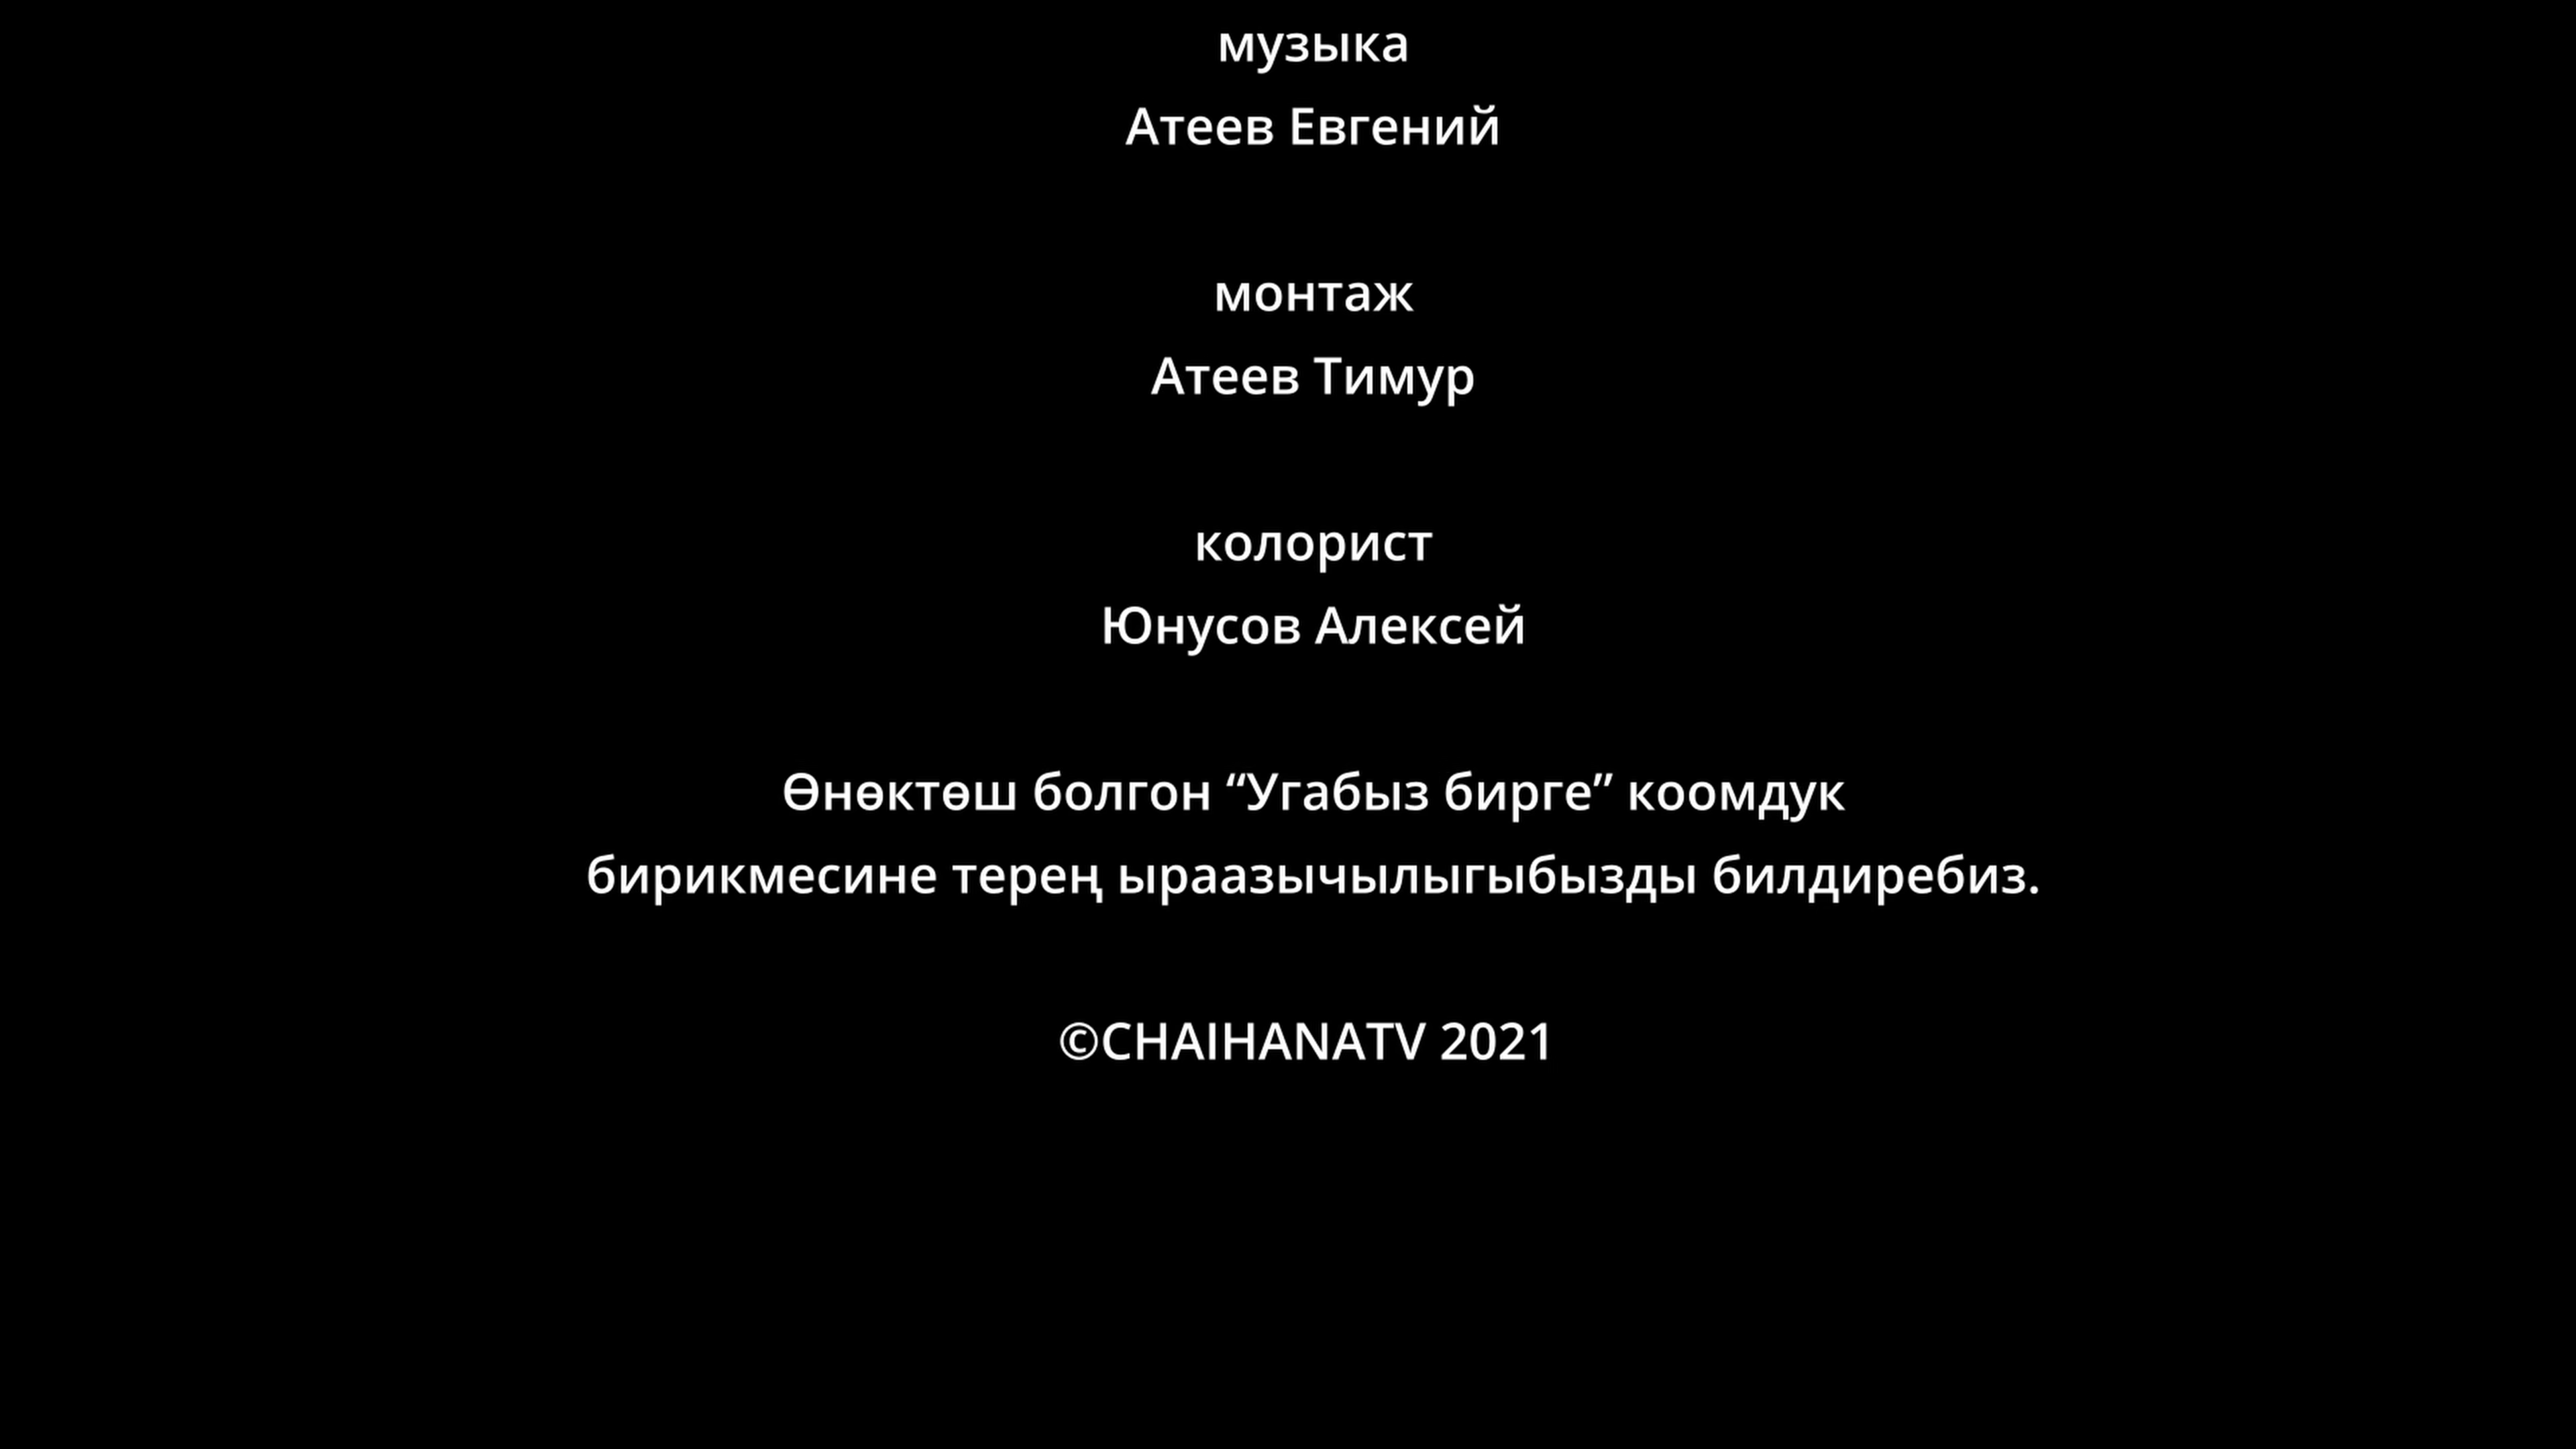 музыка
Атеев Евгений
монтаж
Атеев Тимур
колорист
Юнусов Алексей
Өнөктөш болгон “Угабыз бирге” коомдук
бирикмесине терең ыраазычылыгыбызды билдиребиз.
©CHAIHANATV 2021